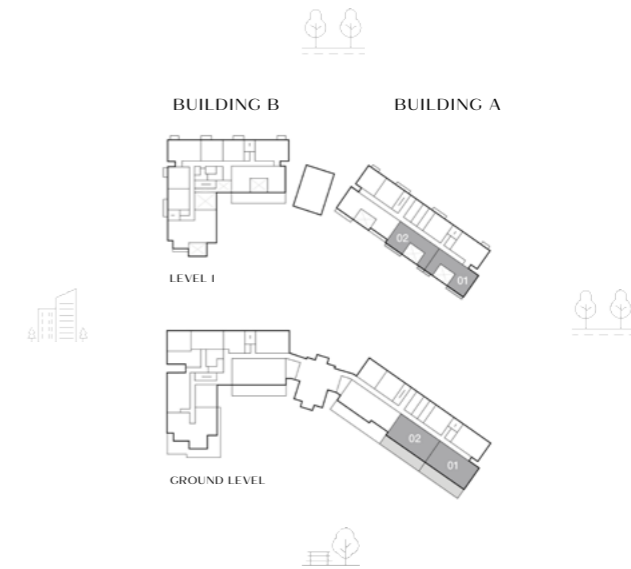 BUILDING B
BUILDING A
02
01
LEVEL 1
02
01
GROUND LEVEL